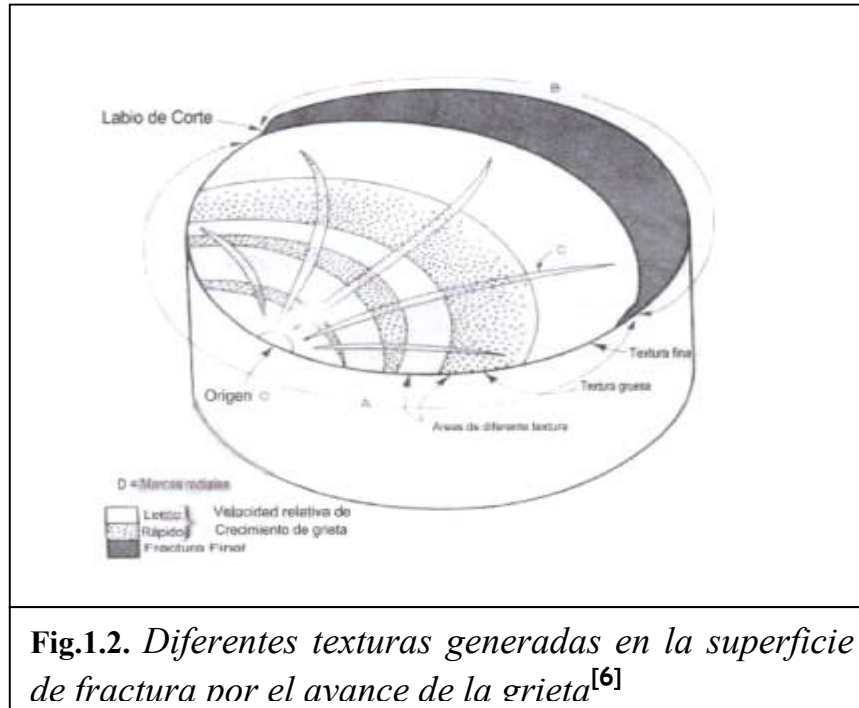 B
Labio de Corte
C
Textura fina
Textura gruesa
Origen O
A
Areas de diferente textura
D = Marcas radiales
Lento } Velocidad relativa de
Rápido } Crecimiento de grieta
Fractura Final
Fig.1.2. Diferentes texturas generadas en la superficie
de fractura por el avance de la grieta[6]